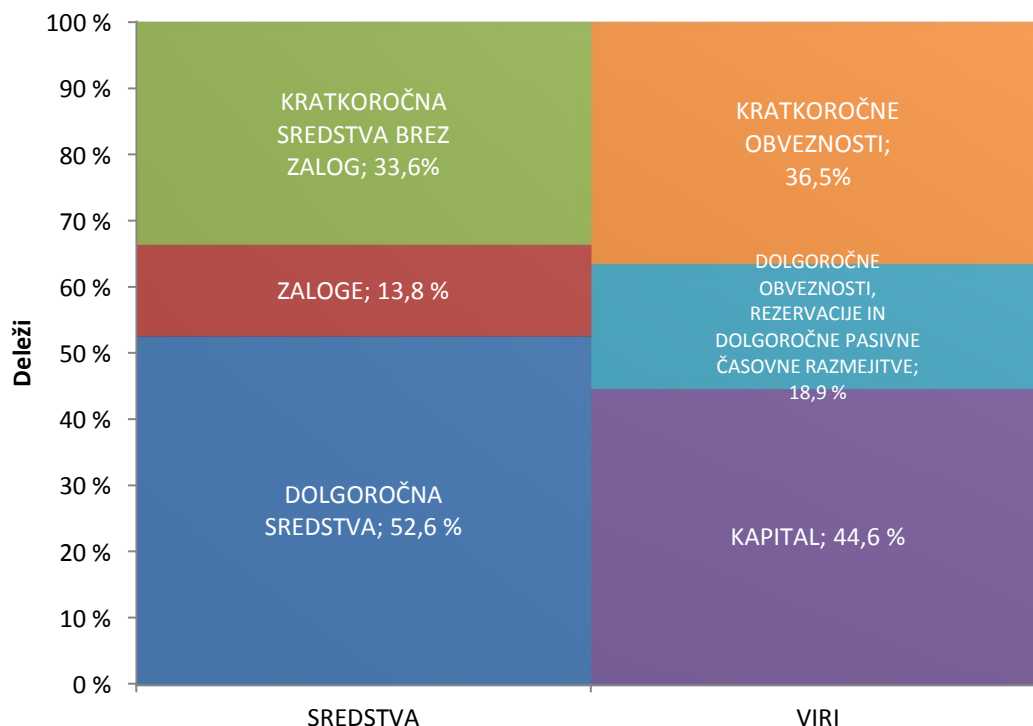 100 %
90 %
80 %
70 %
60 %
50 %
40 %
30 %
20 %
10 %
0 %
Deleži
KRATKOROČNA
SREDSTVA BREZ
ZALOG; 33,6%
ZALOGE; 13,8 %
DOLGOROČNA
SREDSTVA; 52,6 %
KRATKOROČNE
OBVEZNOSTI;
36,5%
DOLGOROČNE
OBVEZNOSTI,
REZERVACIJE IN
DOLGOROČNE PASIVNE
ČASOVNE RAZMEJITVE;
18,9 %
KAPITAL; 44,6 %
SREDSTVA
VIRI